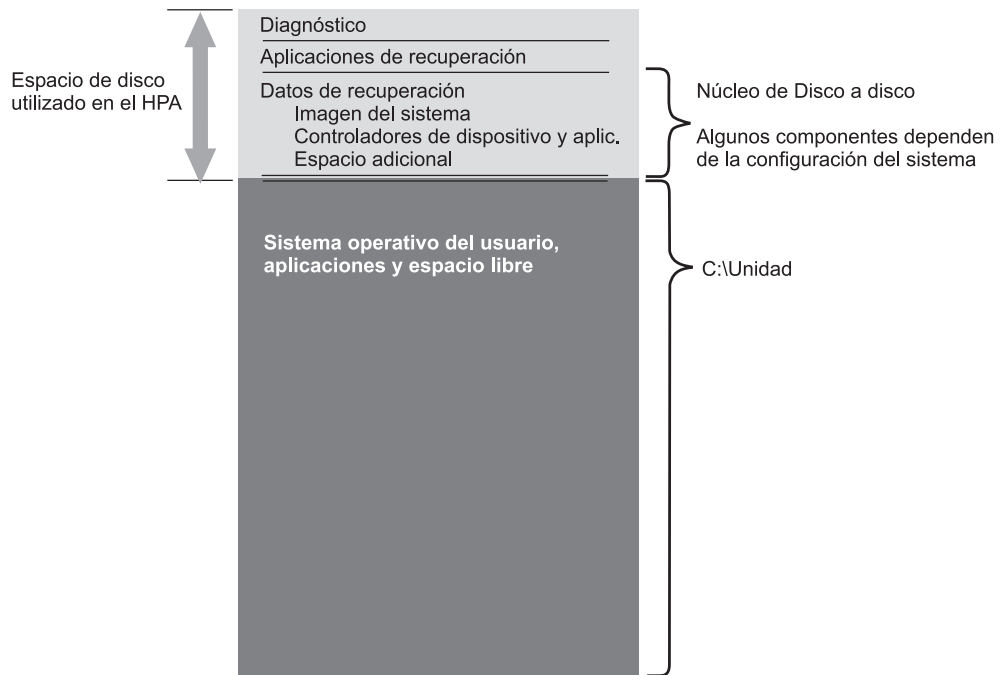 Espacio de disco
utilizado en el HPA
Diagnóstico
Aplicaciones de recuperación
Datos de recuperación
Imagen del sistema
Controladores de dispositivo y aplic.
Espacio adicional
Núcleo de Disco a disco
Algunos componentes dependen
de la configuración del sistema
Sistema operativo del usuario,
aplicaciones y espacio libre
C:\Unidad